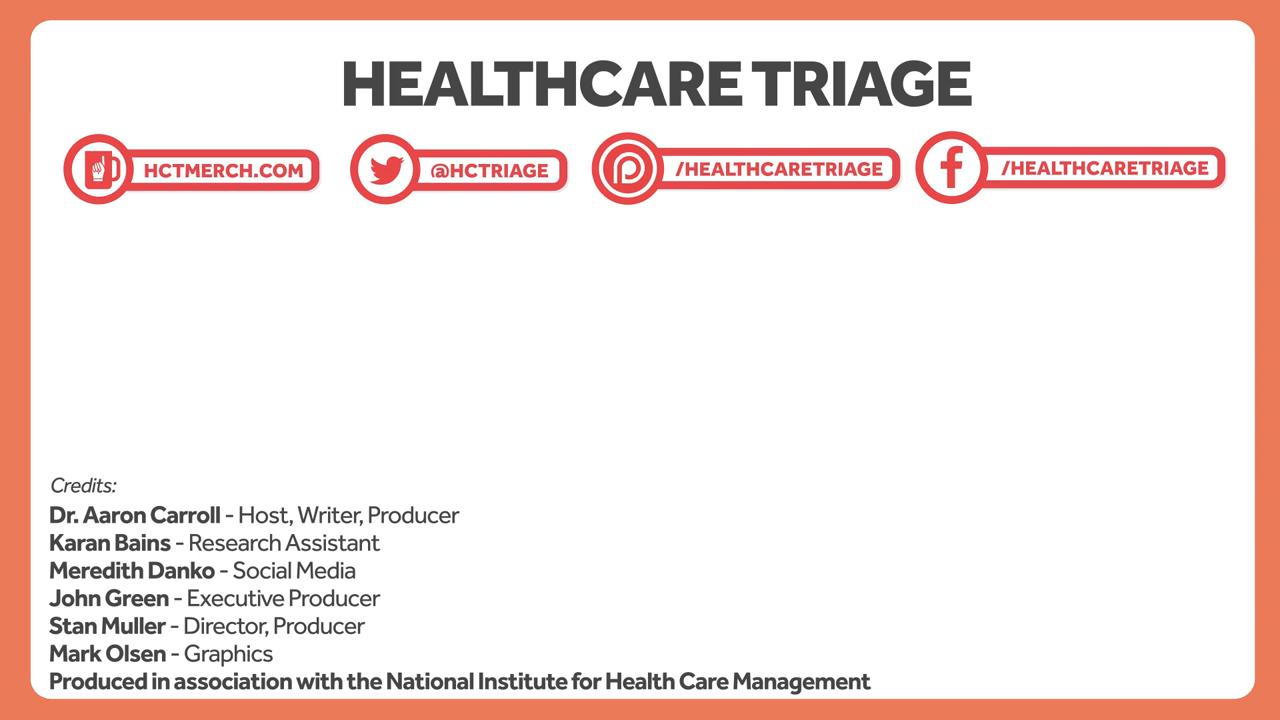 HEALTHCARE TRIAGE
HCTMERCH.COM
@HCTRIAGE
/HEALTHCARETRIAGE
/HEALTHCARETRIAGE
Credits:
Dr. Aaron Carroll - Host, Writer, Producer
Karan Bains - Research Assistant
Meredith Danko - Social Media
John Green - Executive Producer
Stan Muller - Director, Producer
Mark Olsen - Graphics
Produced in association with the National Institute for Health Care Management